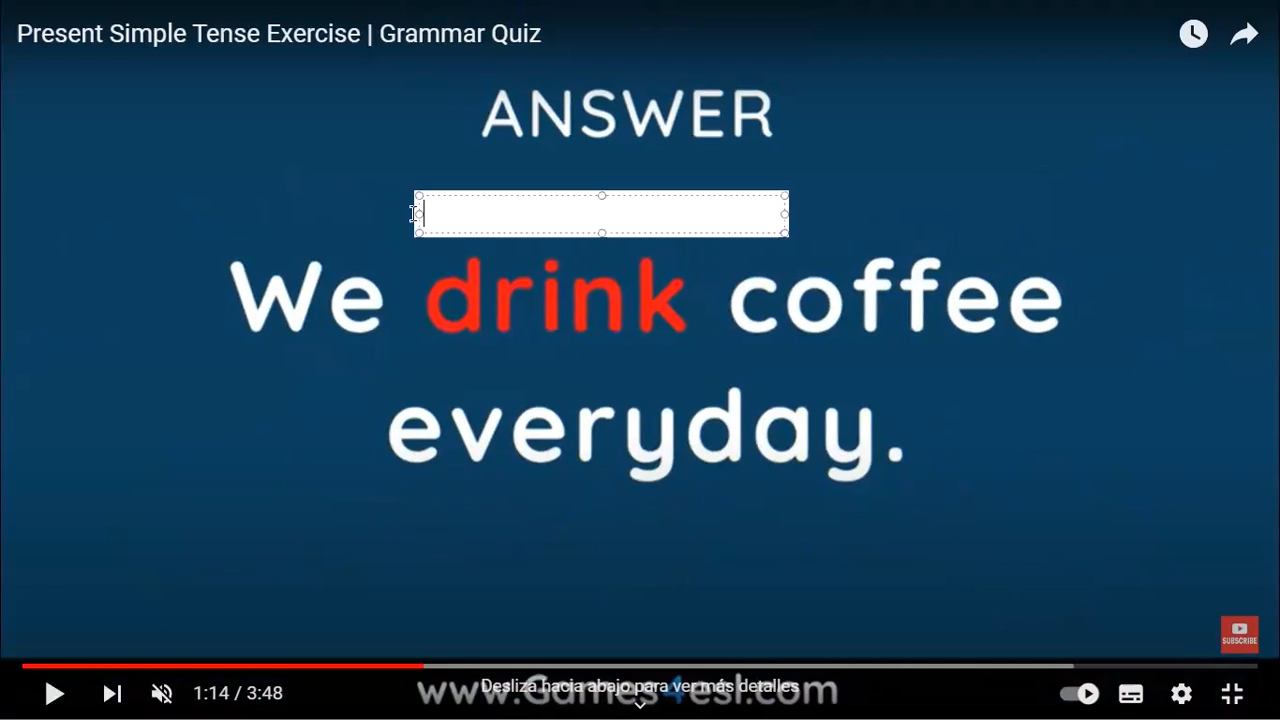 Present Simple Tense Exercise | Grammar Quiz
ANSWER
We drink coffee
everyday.
SUBSCRIBE
1:14 / 3:48
www.Games4esl.com
Desliza hacia abajo para ver más detalles